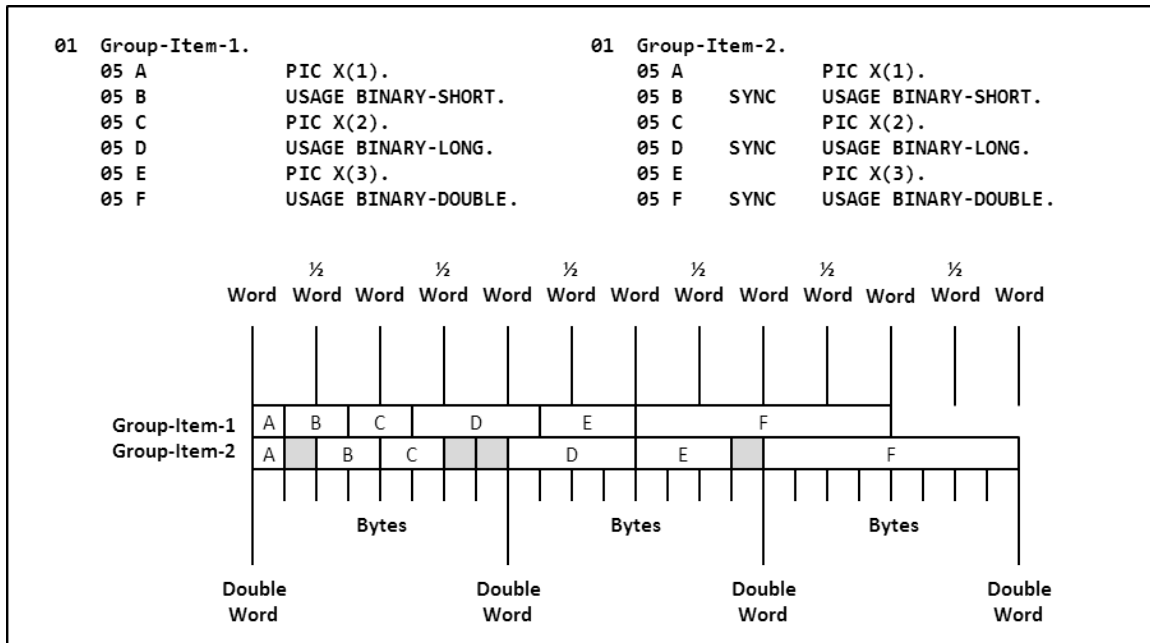 01 Group-Item-1.
05 A PIC X(1).
05 B USAGE BINARY-SHORT.
05 C PIC X(2).
05 D USAGE BINARY-LONG.
05 E PIC X(3).
05 F USAGE BINARY-DOUBLE.
01 Group-Item-2.
05 A PIC X(1).
05 B SYNC USAGE BINARY-SHORT.
05 C PIC X(2).
05 D SYNC USAGE BINARY-LONG.
05 E PIC X(3).
05 F SYNC USAGE BINARY-DOUBLE.
½ ½ ½ ½ ½ ½
Word Word Word Word Word Word Word Word Word Word Word Word Word
Group-Item-1 A B C D E F
Group-Item-2 A B C D E F
Bytes Bytes Bytes
Double Double Double Double
Word Word Word Word